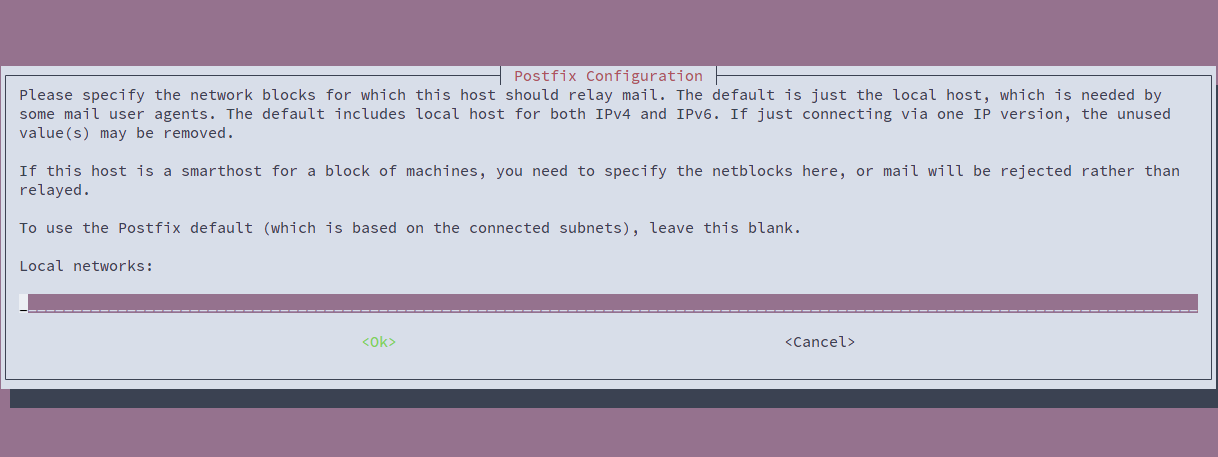 Postfix Configuration
Please specify the network blocks for which this host should relay mail. The default is just the local host, which is needed by
some mail user agents. The default includes local host for both IPv4 and IPv6. If just connecting via one IP version, the unused
value(s) may be removed.
If this host is a smarthost for a block of machines, you need to specify the netblocks here, or mail will be rejected rather than
relayed.
To use the Postfix default (which is based on the connected subnets), leave this blank.
Local networks:
<Ok> <Cancel>